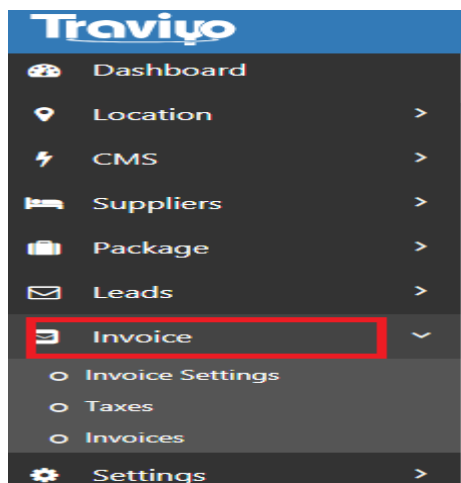 Traviyo
Dashboard
Location
CMS
Suppliers
Package
Leads
Invoice
Invoice Settings
Taxes
Invoices
Settings